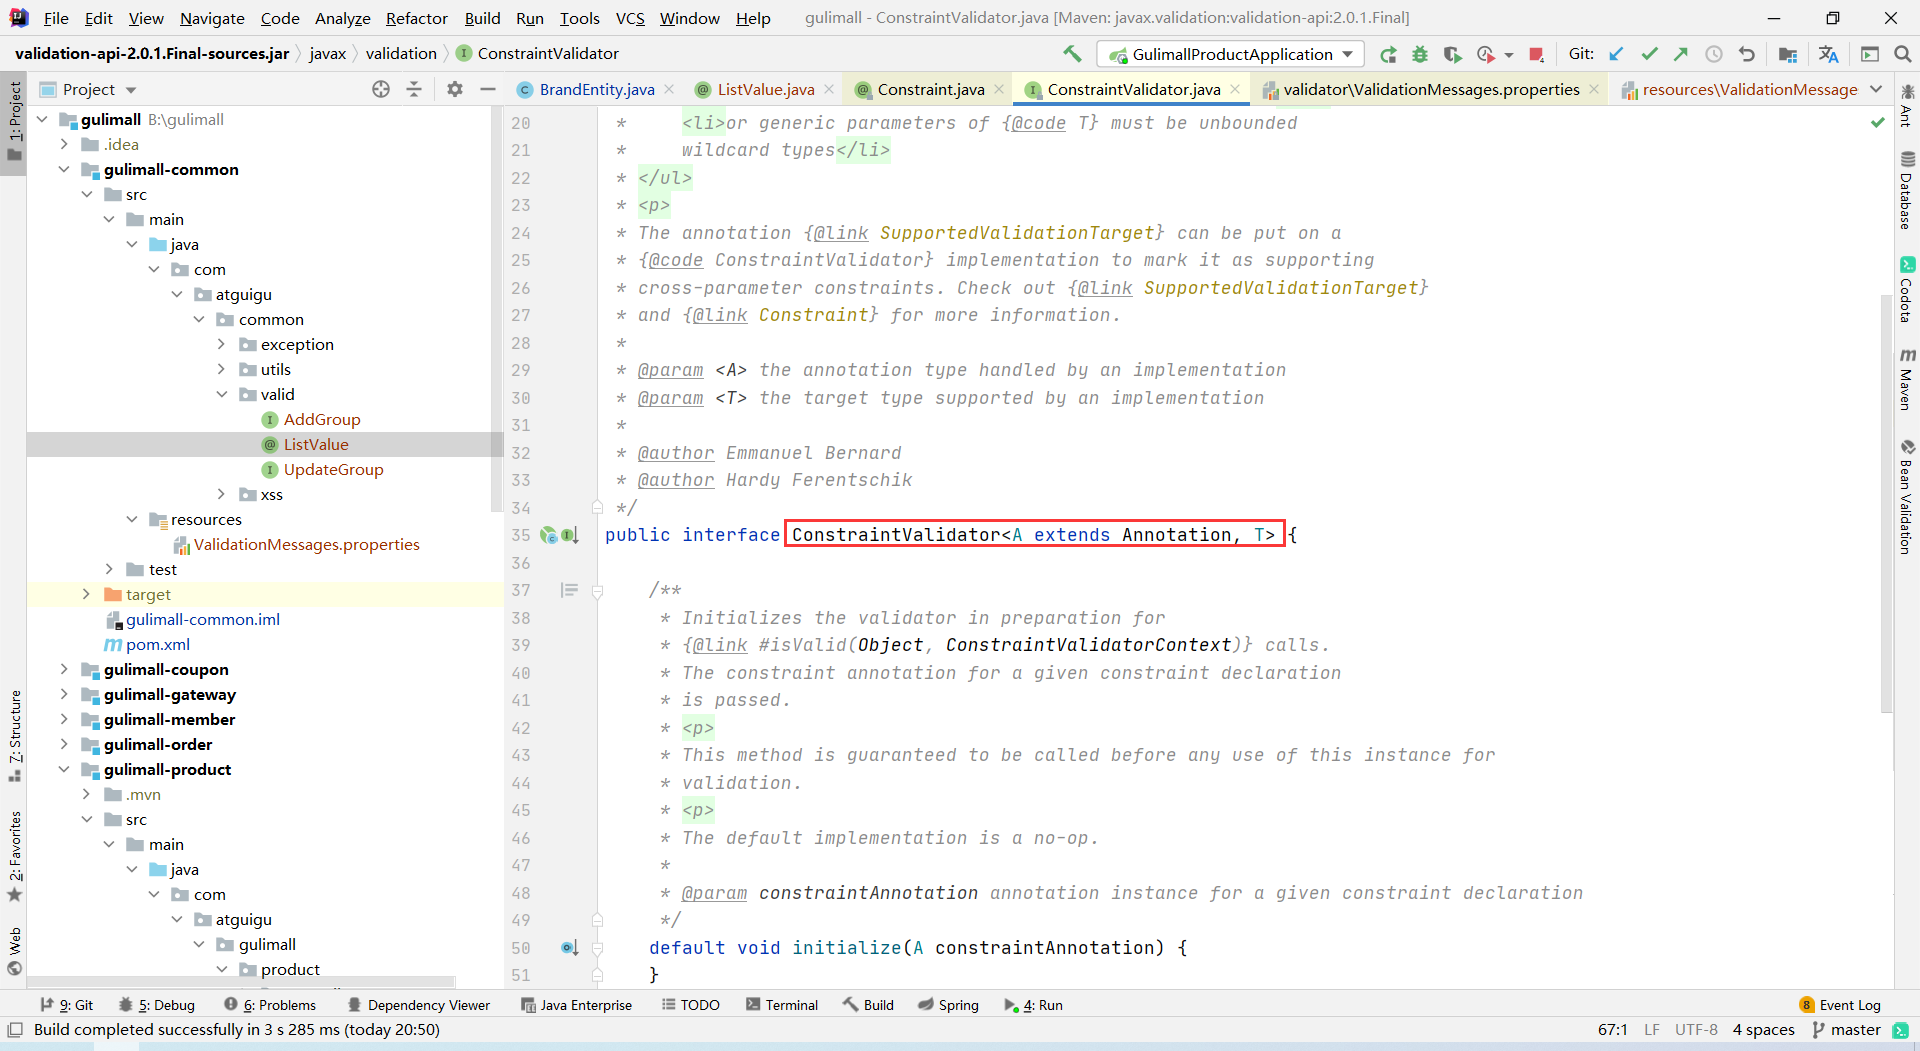 File Edit View Navigate Code Analyze Refactor Build Run Tools VCS Window Help gulimall - ConstraintValidator.java [Maven: javax.validation:validation-api:2.0.1.Final]
validation-api-2.0.1.Final-sources.jar javax validation ConstraintValidator GulimallProductApplication Git:
Project BrandEntity.java ListValue.java Constraint.java ConstraintValidator.java validator\ValidationMessages.properties resources\ValidationMessage
1: Project
7: Structure
2: Favorites
Web
gulimall B:\gulimall
.idea
gulimall-common
src
main
java
com
atguigu
common
exception
utils
valid
AddGroup
ListValue
UpdateGroup
xss
resources
ValidationMessages.properties
test
target
gulimall-common.iml
pom.xml
gulimall-coupon
gulimall-gateway
gulimall-member
gulimall-order
gulimall-product
.mvn
src
main
java
com
atguigu
gulimall
product
20 *     <li>or generic parameters of {@code T} must be unbounded
21 *     wildcard types</li>
22 * </ul>
23 * <p>
24 * The annotation {@link SupportedValidationTarget} can be put on a
25 * {@code ConstraintValidator} implementation to mark it as supporting
26 * cross-parameter constraints. Check out {@link SupportedValidationTarget}
27 * and {@link Constraint} for more information.
28 *
29 * @param <A> the annotation type handled by an implementation
30 * @param <T> the target type supported by an implementation
31 *
32 * @author Emmanuel Bernard
33 * @author Hardy Ferentschik
34 */
35 public interface ConstraintValidator<A extends Annotation, T> {
36
37 /**
38 * Initializes the validator in preparation for
39 * {@link #isValid(Object, ConstraintValidatorContext)} calls.
40 * The constraint annotation for a given constraint declaration
41 * is passed.
42 * <p>
43 * This method is guaranteed to be called before any use of this instance for
44 * validation.
45 * <p>
46 * The default implementation is a no-op.
47 *
48 * @param constraintAnnotation annotation instance for a given constraint declaration
49 */
50 default void initialize(A constraintAnnotation) {
51 }
Ant
Database
Codota
Maven
Bean Validation
9: Git 5: Debug 6: Problems Dependency Viewer Java Enterprise TODO Terminal Build Spring 4: Run 8 Event Log
Build completed successfully in 3 s 285 ms (today 20:50) 67:1 LF UTF-8 4 spaces master